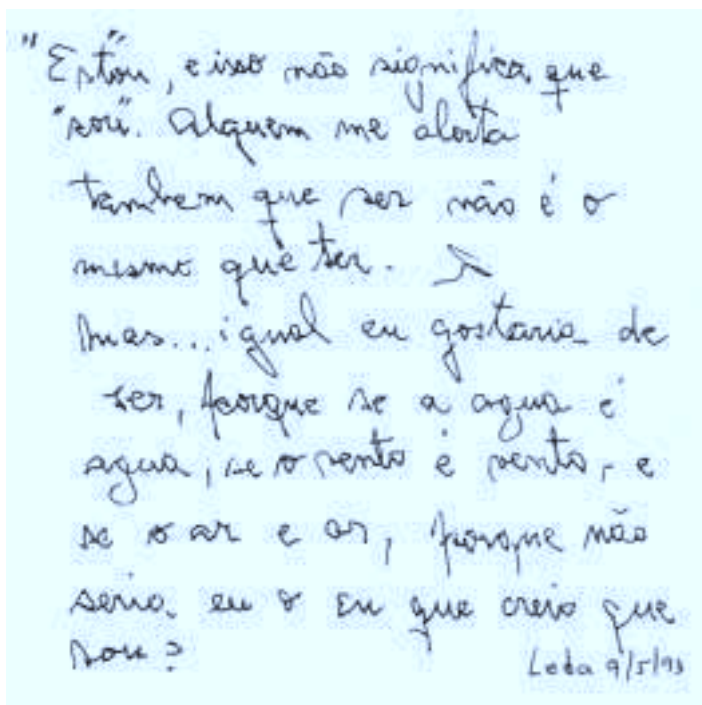 "Estou", e isso não significa que
"sou". Alguem me alerta
tambem que ser não é o
mesmo que ter.
Mas... igual eu gostaria de
ser, porque se a agua é
agua, se o vento é vento, e
se o ar e ar, porque não
seria eu o eu que creio que
sou?
Leda 9/5/93